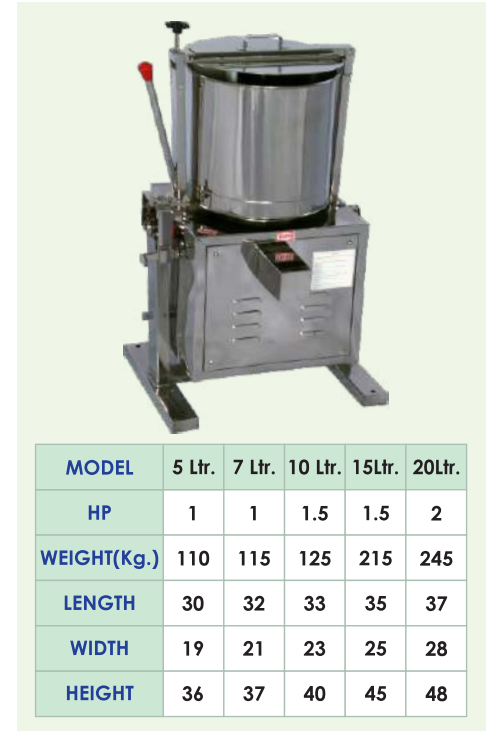 MODEL 5 Ltr. 7 Ltr. 10 Ltr. 15Ltr. 20Ltr.
HP 1 1 1.5 1.5 2
WEIGHT(Kg.) 110 115 125 215 245
LENGTH 30 32 33 35 37
WIDTH 19 21 23 25 28
HEIGHT 36 37 40 45 48